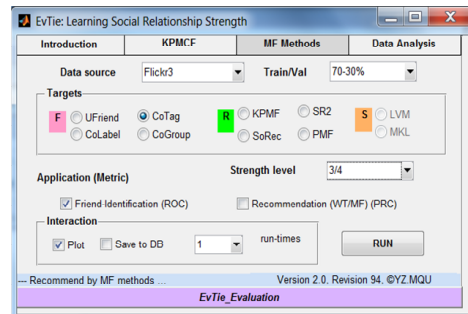 EvTie: Learning Social Relationship Strength
Introduction KPMCF MF Methods Data Analysis
Data source Flickr3 Train/Val 70-30%
Targets
F UFriend CoTag R KPMF SR2 S LVM
CoLabel CoGroup SoRec PMF MKL
Strength level 3/4
Application (Metric)
Friend Identification (ROC) Recommendation (WT/MF) (PRC)
Interaction
Plot Save to DB 1 run-times RUN
--- Recommend by MF methods ... Version 2.0, Revision 94, ©YZ.MQU
EvTie_Evaluation